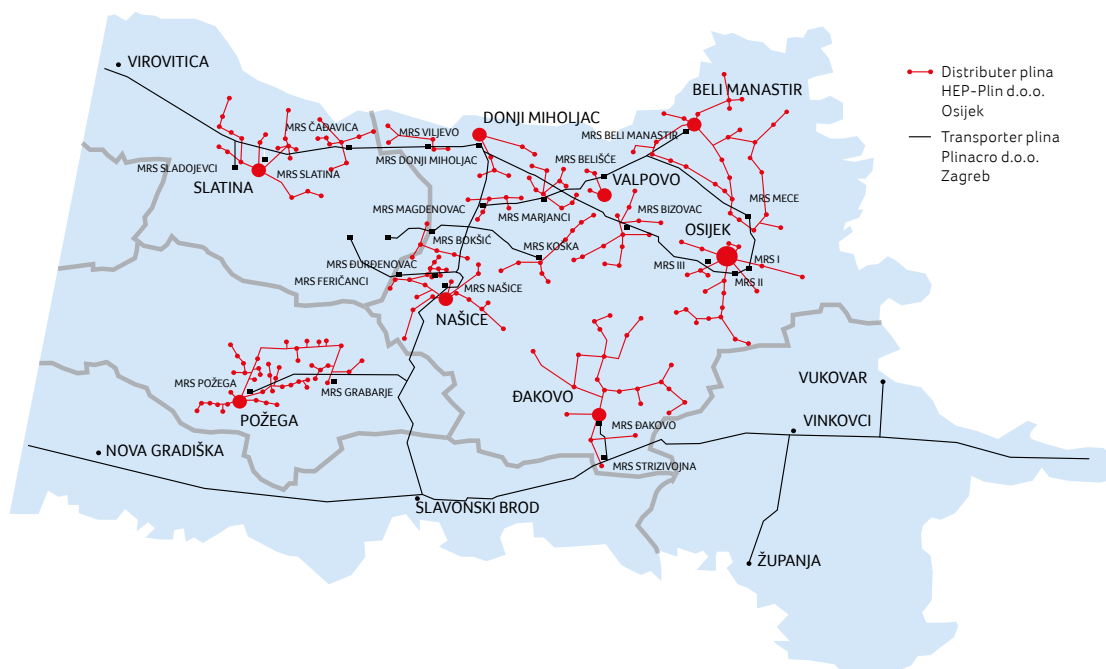 VIROVITICA
BELI MANASTIR
Distributer plina
HEP-Plin d.o.o.
Osijek
Transporter plina
Plinacro d.o.o.
Zagreb
DONJI MIHOLJAC
MRS ČAĐAVICA
MRS VILJEVO
MRS BELI MANASTIR
MRS DONJI MIHOLJAC
MRS BELIŠĆE
MRS SLADOJEVCI
MRS SLATINA
SLATINA
VALPOVO
MRS MECE
MRS MAGDENOVAC
MRS MARJANCI
MRS BIZOVAC
OSIJEK
MRS BOKŠIĆ
MRS KOSKA
MRS I
MRS III
MRS ĐURĐENOVAC
MRS FERIČANCI
MRS NAŠICE
MRS II
NAŠICE
MRS POŽEGA
MRS GRABARJE
POŽEGA
ĐAKOVO
VUKOVAR
MRS ĐAKOVO
VINKOVCI
NOVA GRADIŠKA
MRS STRIZIVOJNA
SLAVONSKI BROD
ŽUPANJA